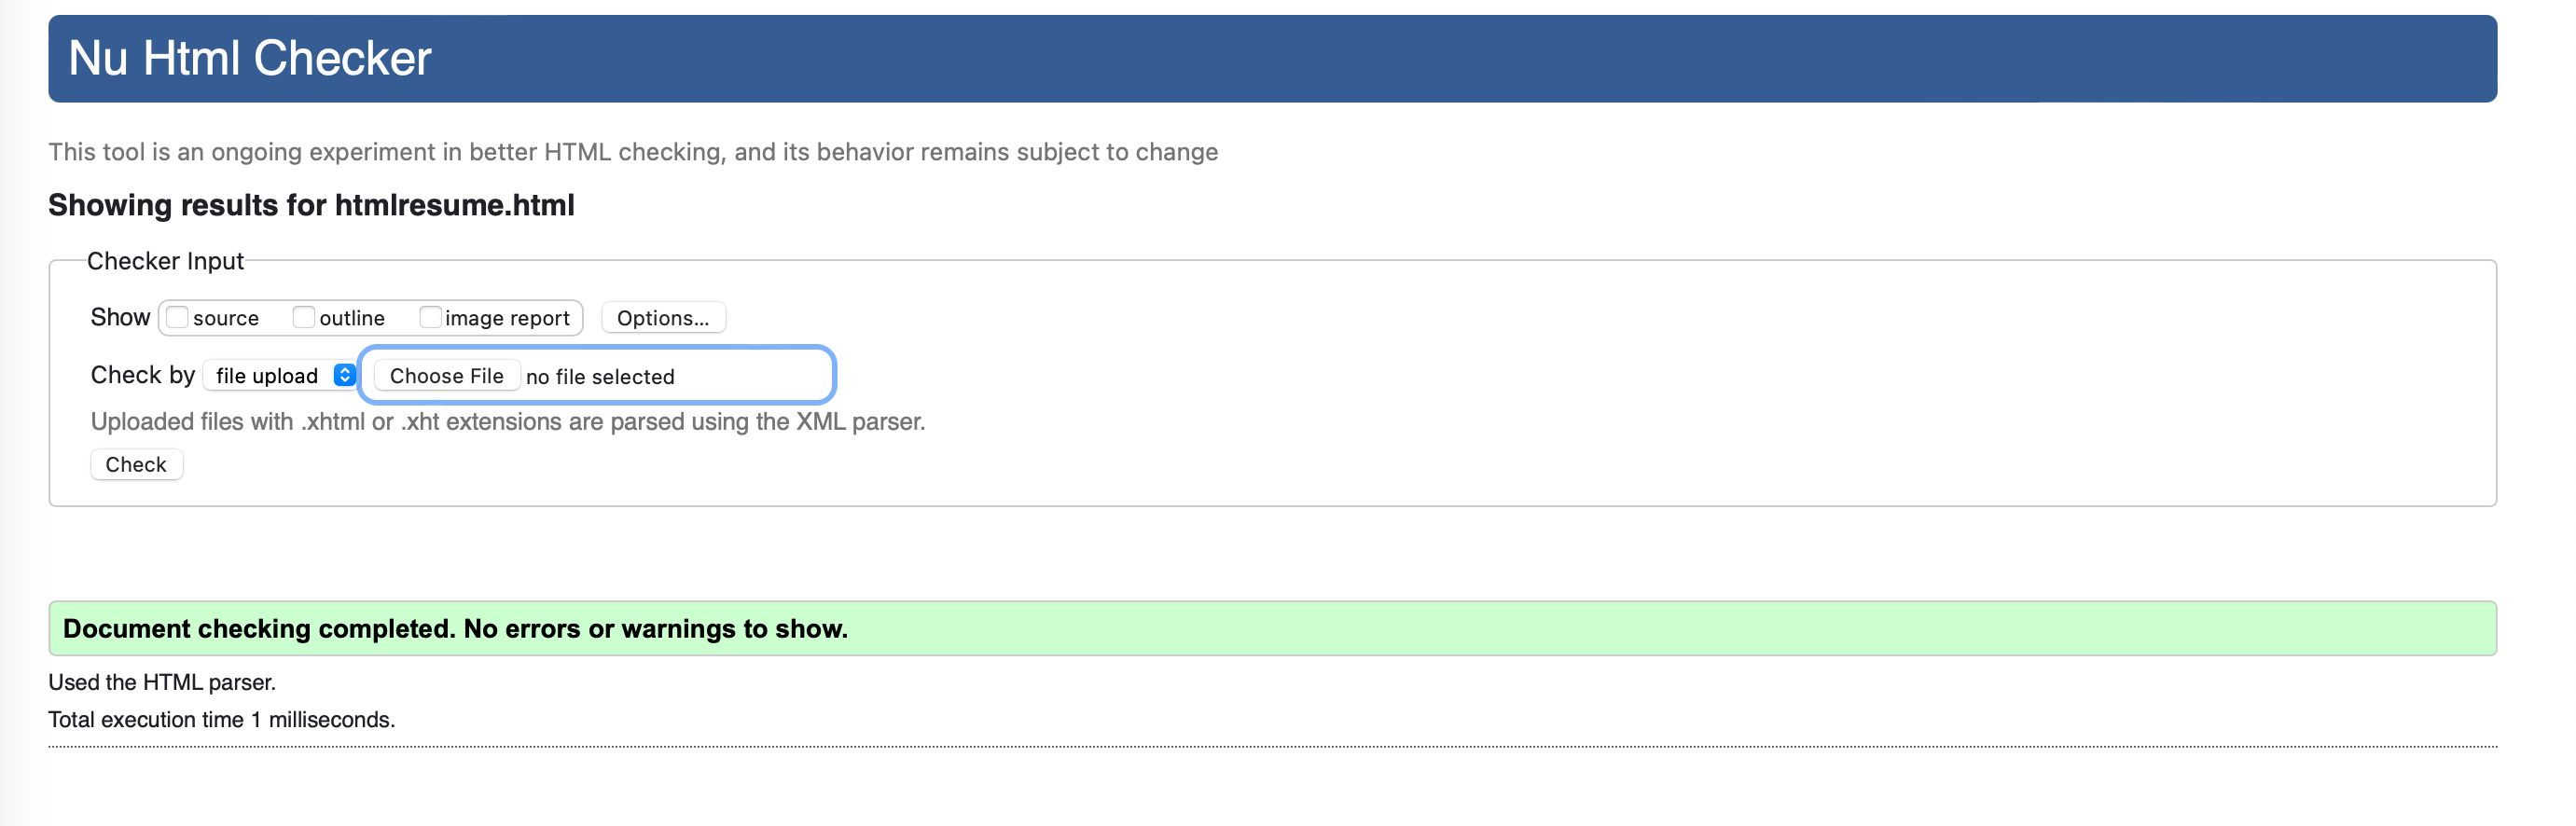 Nu Html Checker
This tool is an ongoing experiment in better HTML checking, and its behavior remains subject to change
Showing results for htmlresume.html
Checker Input
Show source outline image report Options...
Check by file upload Choose File no file selected
Uploaded files with .xhtml or .xht extensions are parsed using the XML parser.
Check
Document checking completed. No errors or warnings to show.
Used the HTML parser.
Total execution time 1 milliseconds.